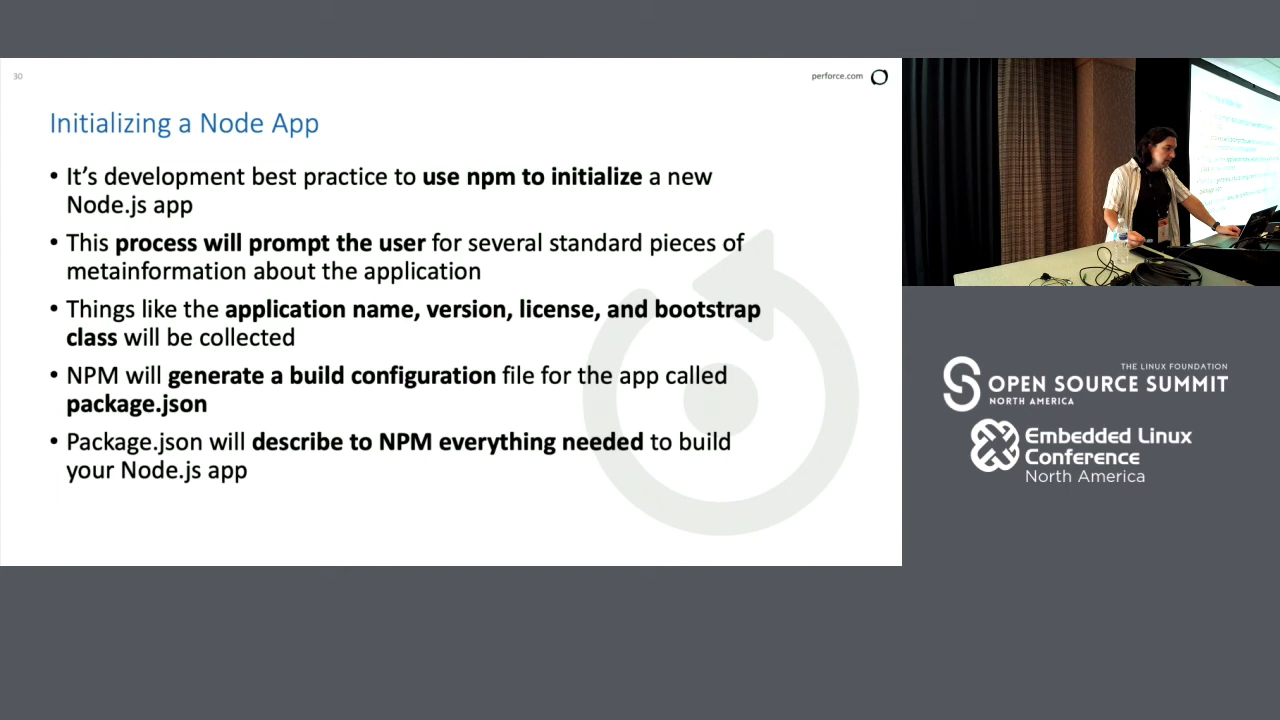 30
perforce.com
Initializing a Node App
• It’s development best practice to use npm to initialize a new
Node.js app
• This process will prompt the user for several standard pieces of
metainformation about the application
• Things like the application name, version, license, and bootstrap
class will be collected
• NPM will generate a build configuration file for the app called
package.json
• Package.json will describe to NPM everything needed to build
your Node.js app
THE LINUX FOUNDATION
OPEN SOURCE SUMMIT
NORTH AMERICA
Embedded Linux
Conference
North America